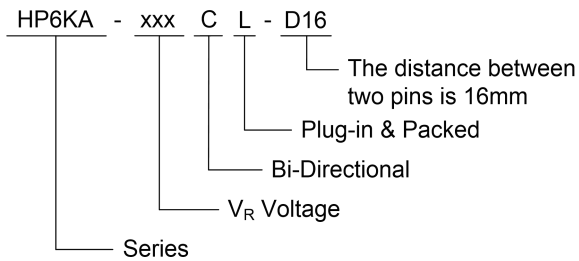 HP6KA - xxx C L - D16
The distance between
two pins is 16mm
Plug-in & Packed
Bi-Directional
VR Voltage
Series